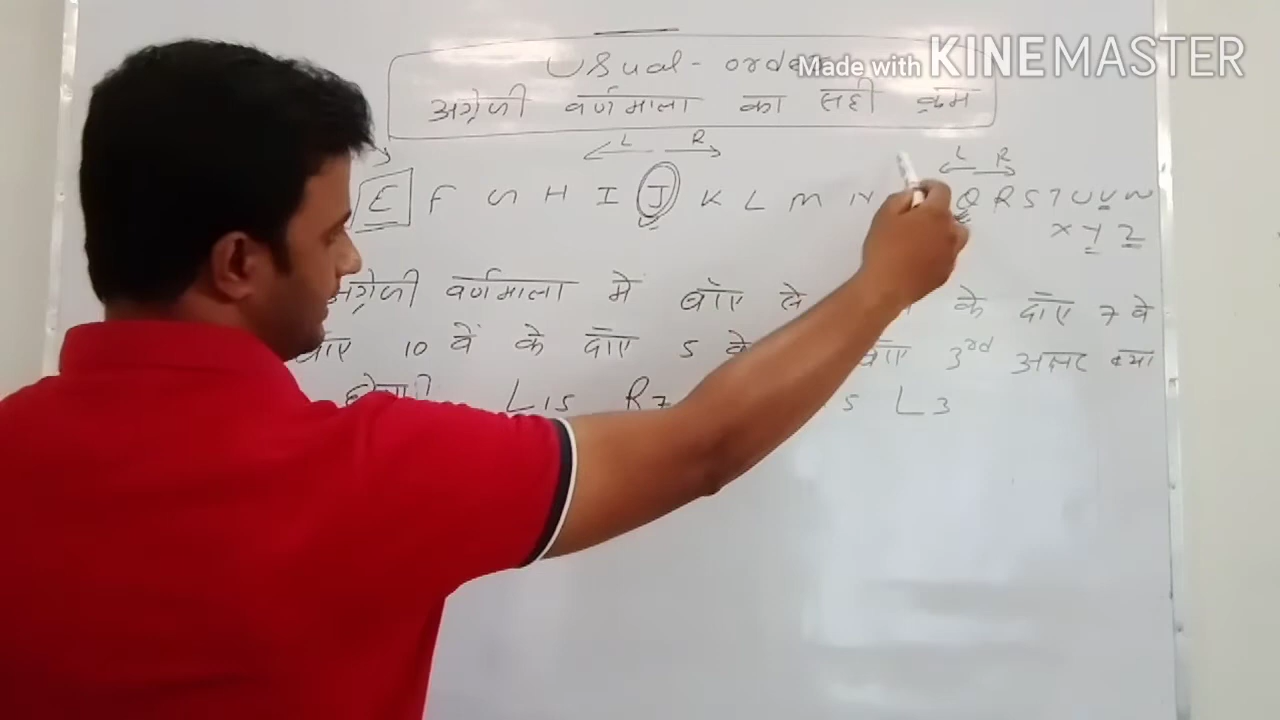 Usual-order
Made with KINEMASTER
अग्रेजी वर्णमाला का सही क्रम
L R L R
E F G H I J K L M N Q R S T U V W
X Y Z
अंग्रेजी वर्णमाला में बाँए से के दाँए 7 वे
बाँए 10 वें के दाँए 5 वे बाँए 3rd अक्षर क्या
होगा L15 R7 5 L3